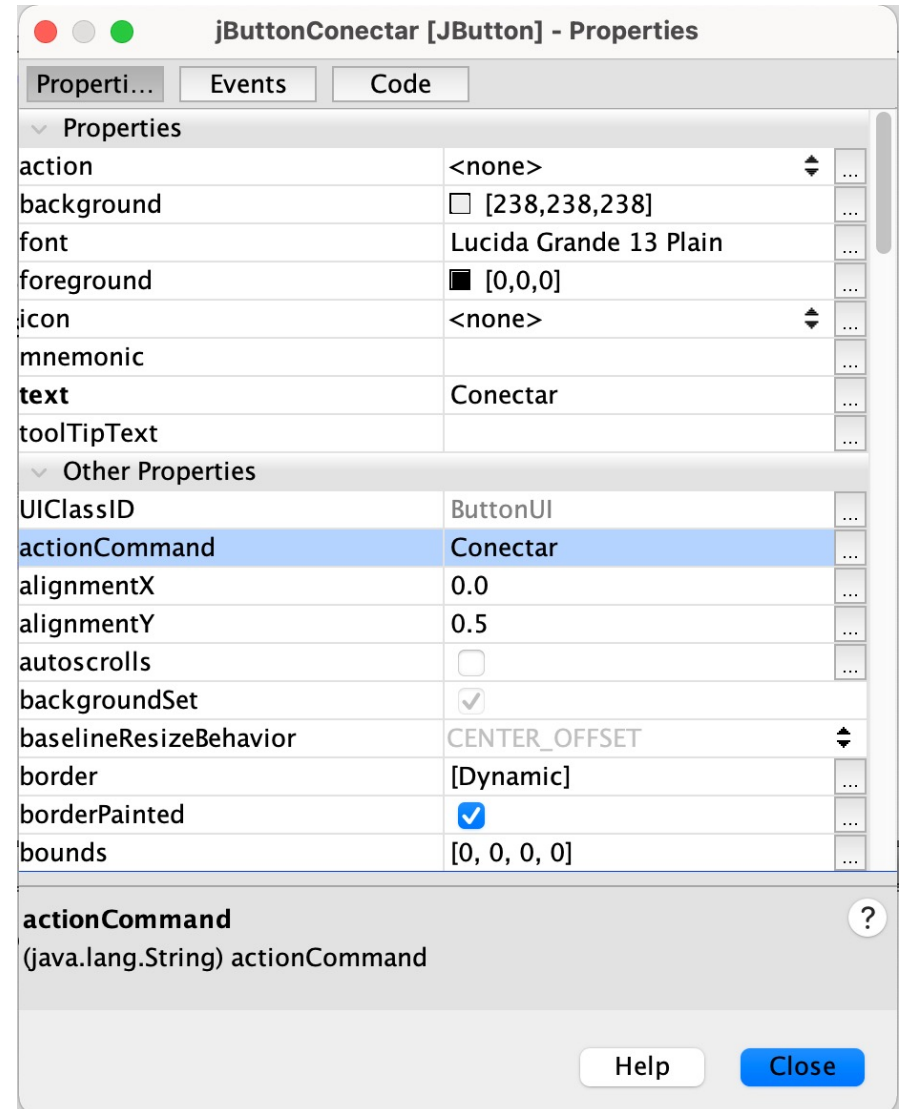 jButtonConectar [JButton] - Properties
Properti... Events Code
Properties
action <none> ...
background [238,238,238] ...
font Lucida Grande 13 Plain ...
foreground [0,0,0] ...
icon <none> ...
mnemonic ...
text Conectar ...
toolTipText ...
Other Properties
UIClassID ButtonUI ...
actionCommand Conectar ...
alignmentX 0.0 ...
alignmentY 0.5 ...
autoscrolls ...
backgroundSet
baselineResizeBehavior CENTER_OFFSET
border [Dynamic] ...
borderPainted ...
bounds [0, 0, 0, 0] ...
actionCommand ?
(java.lang.String) actionCommand
Help Close